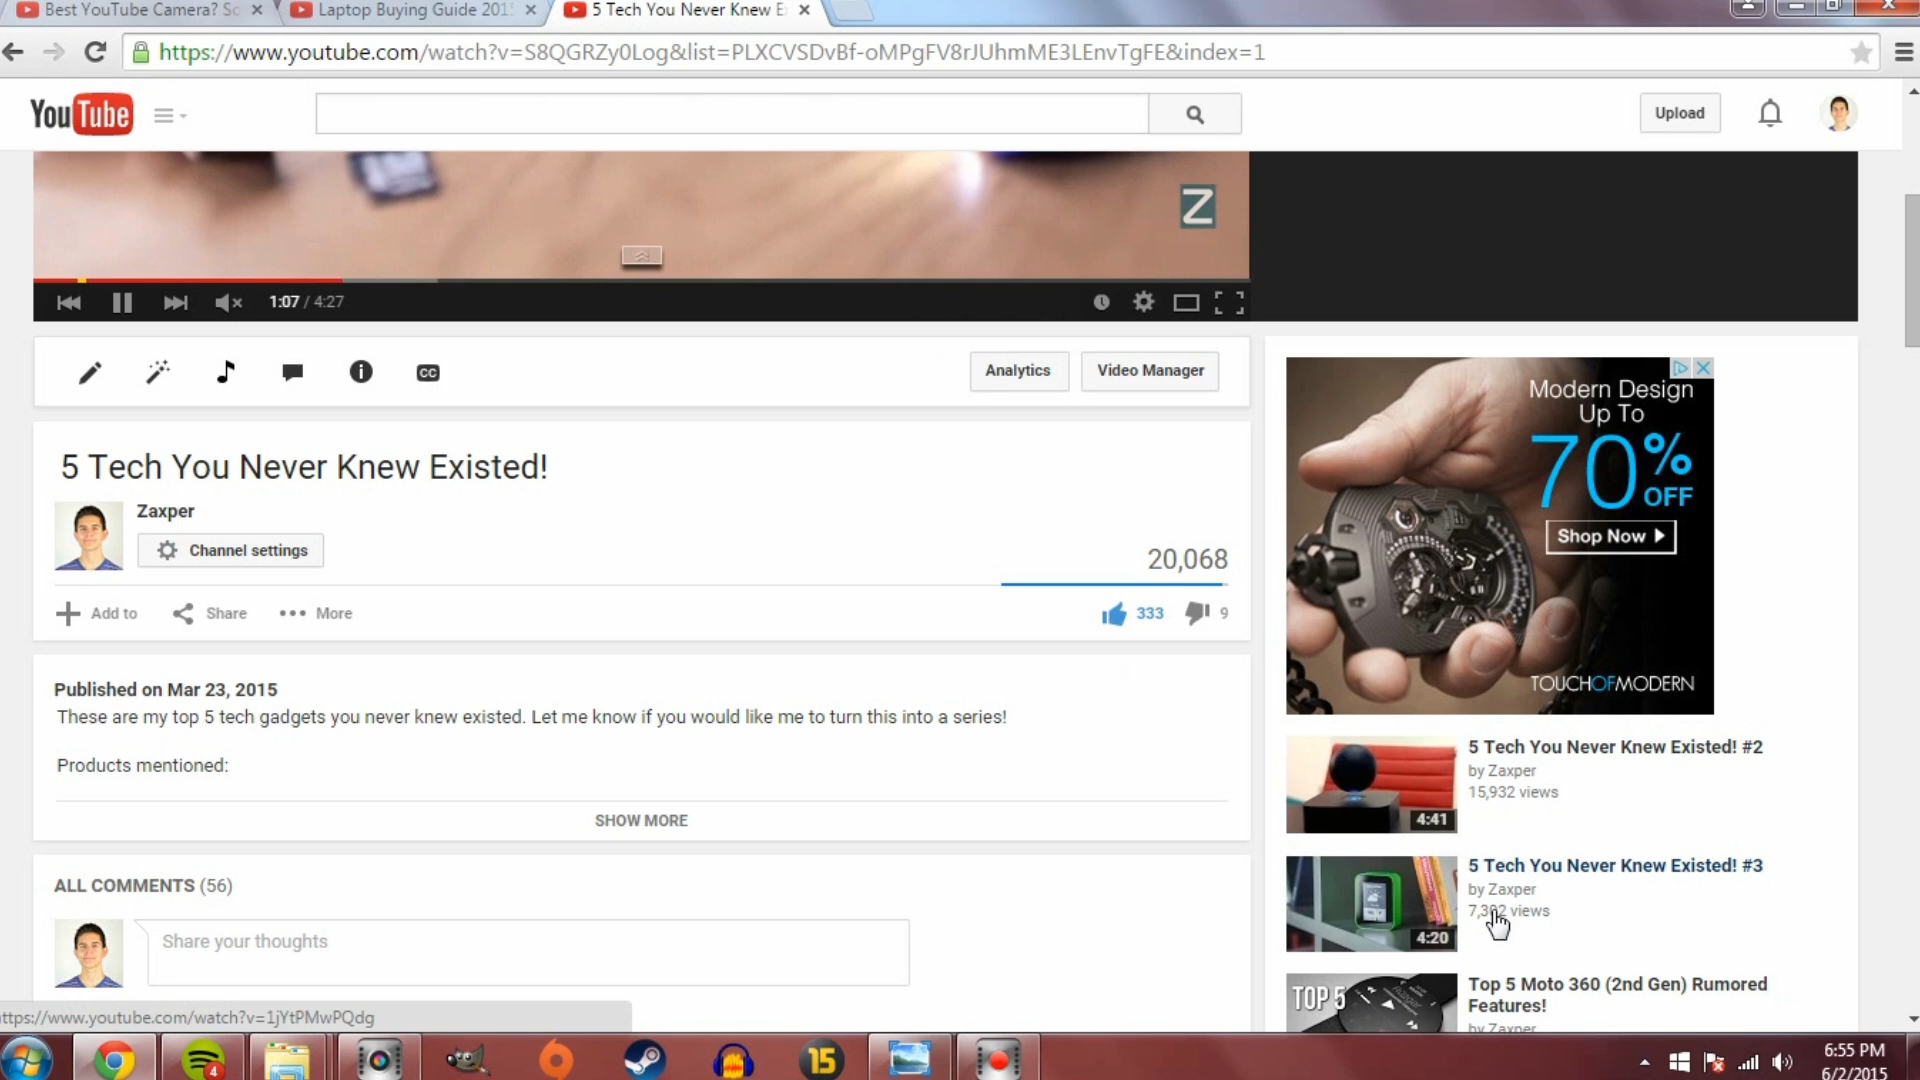 Best YouTube Camera? So
Laptop Buying Guide 201
5 Tech You Never Knew E
https://www.youtube.com/watch?v=S8QGRZy0Log&list=PLXCVSDvBf-oMPgFV8rJUhmME3LEnvTgFE&index=1
YouTube
Upload
Z
1:07 / 4:27
CC
Analytics
Video Manager
5 Tech You Never Knew Existed!
Zaxper
Channel settings
20,068
Add to
Share
More
333
9
Published on Mar 23, 2015
These are my top 5 tech gadgets you never knew existed. Let me know if you would like me to turn this into a series!
Products mentioned:
SHOW MORE
ALL COMMENTS (56)
Share your thoughts
Modern Design
Up To
70%
OFF
Shop Now
TOUCHOFMODERN
5 Tech You Never Knew Existed! #2
by Zaxper
15,932 views
4:41
5 Tech You Never Knew Existed! #3
by Zaxper
views
4:20
TOP 5
Top 5 Moto 360 (2nd Gen) Rumored
Features!
by Zaxper
ttps://www.youtube.com/watch?v=1jYtPMwPQdg
4
15
6:55 PM
6/2/2015